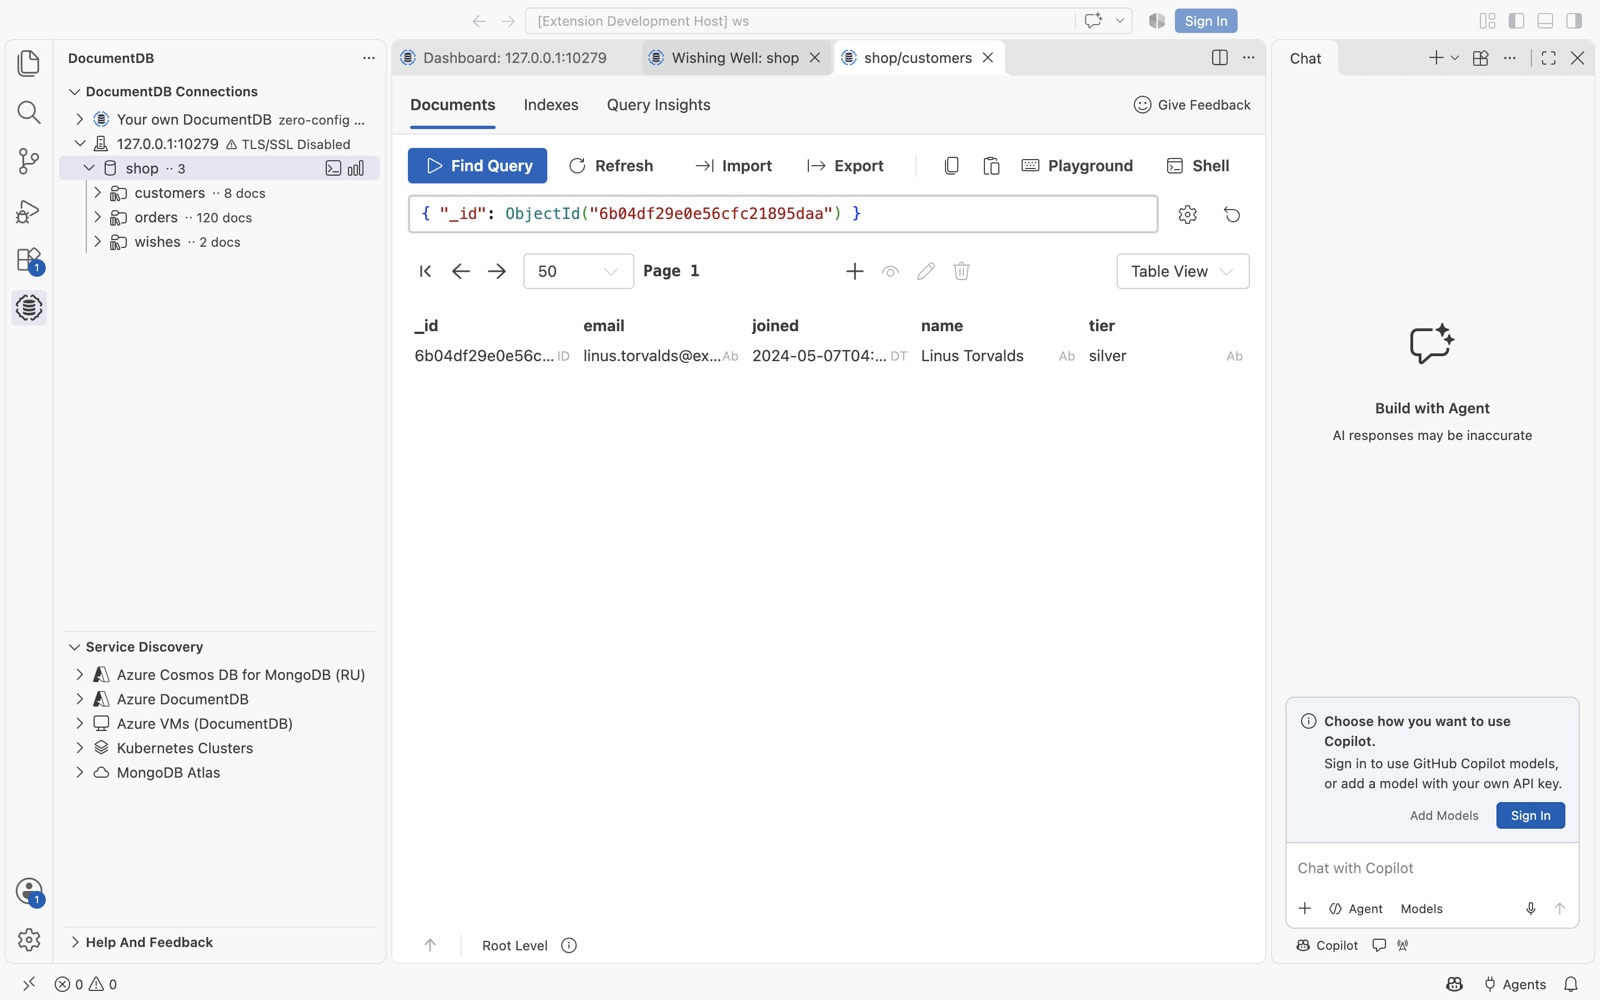 [Extension Development Host] ws
Sign In
DocumentDB
DocumentDB Connections
Your own DocumentDB zero-config ...
127.0.0.1:10279 TLS/SSL Disabled
shop ·· 3
customers ·· 8 docs
orders ·· 120 docs
wishes ·· 2 docs
Service Discovery
Azure Cosmos DB for MongoDB (RU)
Azure DocumentDB
Azure VMs (DocumentDB)
Kubernetes Clusters
MongoDB Atlas
Help And Feedback
1
1
Dashboard: 127.0.0.1:10279
Wishing Well: shop
shop/customers
Documents Indexes Query Insights
Give Feedback
Find Query Refresh Import Export Playground Shell
{ "_id": ObjectId("6b04df29e0e56cfc21895daa") }
50 Page 1
Table View
_id email joined name tier
6b04df29e0e56c... ID linus.torvalds@ex... Ab 2024-05-07T04:... DT Linus Torvalds Ab silver Ab
Root Level
Chat
Build with Agent
AI responses may be inaccurate
Choose how you want to use
Copilot.
Sign in to use GitHub Copilot models,
or add a model with your own API key.
Add Models Sign In
Chat with Copilot
Agent Models
Copilot
0 0
Agents